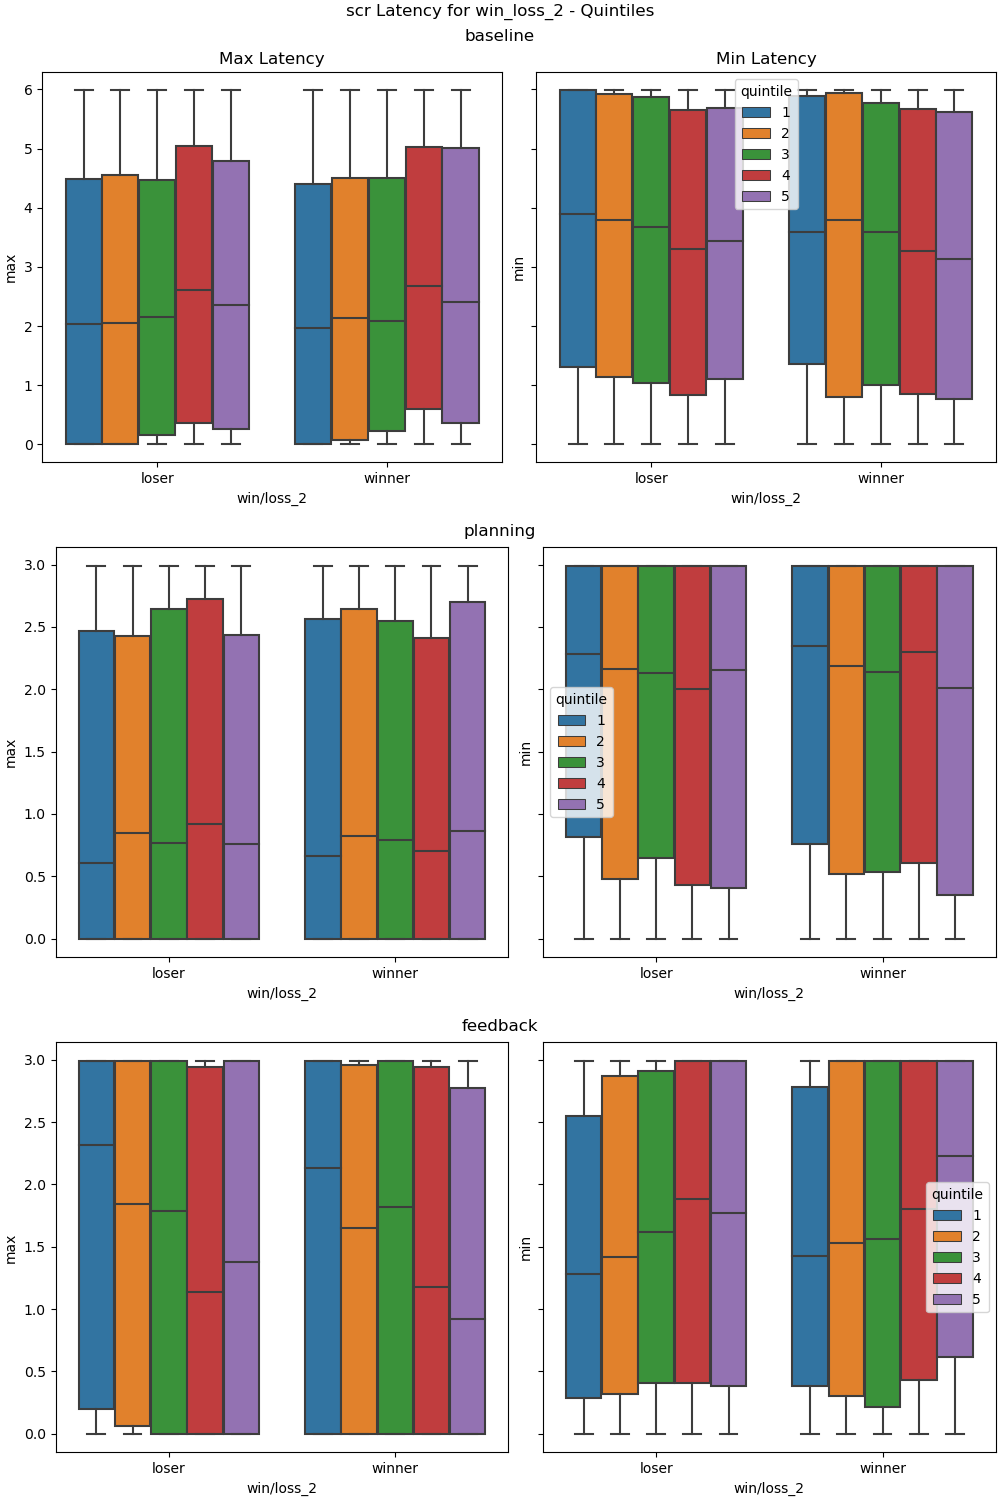 scr Latency for win_loss_2 - Quintiles
baseline
Max Latency
Min Latency
6
5
4
3
2
1
0
max
loser
winner
win/loss_2
min
quintile
1
2
3
4
5
loser
winner
win/loss_2
planning
3.0
2.5
2.0
1.5
1.0
0.5
0.0
max
loser
winner
win/loss_2
min
quintile
1
2
3
4
5
loser
winner
win/loss_2
feedback
3.0
2.5
2.0
1.5
1.0
0.5
0.0
max
loser
winner
win/loss_2
min
quintile
1
2
3
4
5
loser
winner
win/loss_2